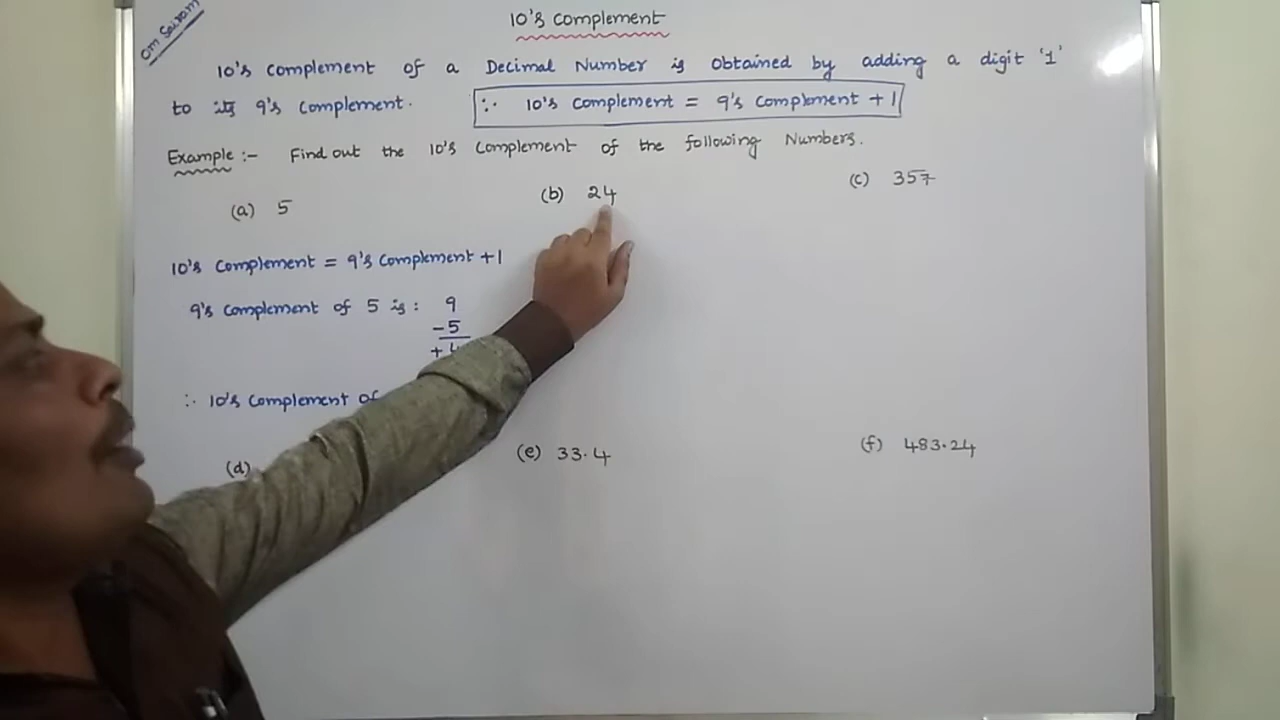 Om Sairam
10's complement
10's complement of a Decimal Number is obtained by adding a digit '1'
to its 9's complement. ∴ 10's complement = 9's complement + 1
Example :- Find out the 10's complement of the following Numbers.
(a) 5 (b) 24 (c) 357
10's complement = 9's complement + 1
9's complement of 5 is : 9
-5
+4
∴ 10's complement of
(d) (e) 33.4 (f) 483.24